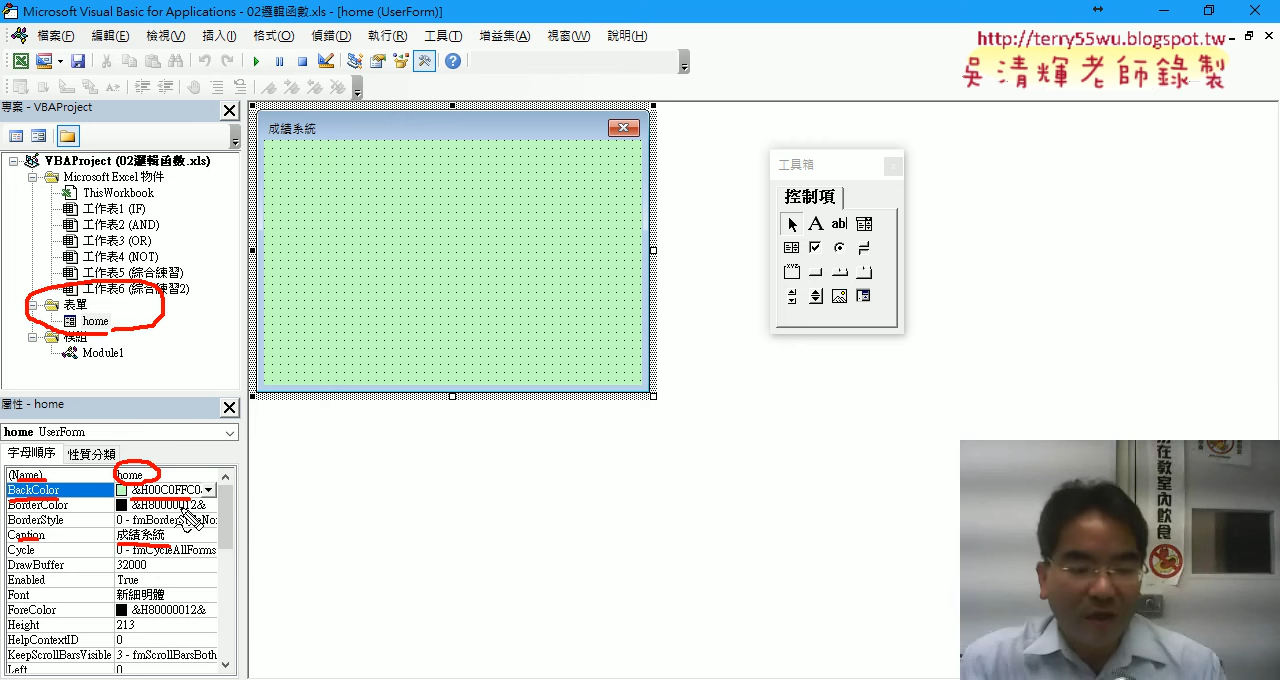 Microsoft Visual Basic for Applications - 02邏輯函數.xls - [home (UserForm)]
檔案(F) 編輯(E) 檢視(V) 插入(I) 格式(O) 偵錯(D) 執行(R) 工具(T) 增益集(A) 視窗(W) 說明(H)
http://terry55wu.blogspot.tw
吳清輝老師錄製
專案 - VBAProject
VBAProject (02邏輯函數.xls)
Microsoft Excel 物件
ThisWorkbook
工作表1 (IF)
工作表2 (AND)
工作表3 (OR)
工作表4 (NOT)
工作表5 (綜合練習)
工作表6 (綜合練習2)
表單
home
模組
Module1
成績系統
工具箱
控制項
A
ab|
xyz
屬性 - home
home UserForm
字母順序 性質分類
(Name) home
BackColor &H00C0FFC0
BorderColor &H80000012&
BorderStyle 0 - fmBorderStyleNo
Caption 成績系統
Cycle 0 - fmCycleAllForms
DrawBuffer 32000
Enabled True
Font 新細明體
ForeColor &H80000012&
Height 213
HelpContextID 0
KeepScrollBarsVisible 3 - fmScrollBarsBoth
Left 0
在教室內飲食